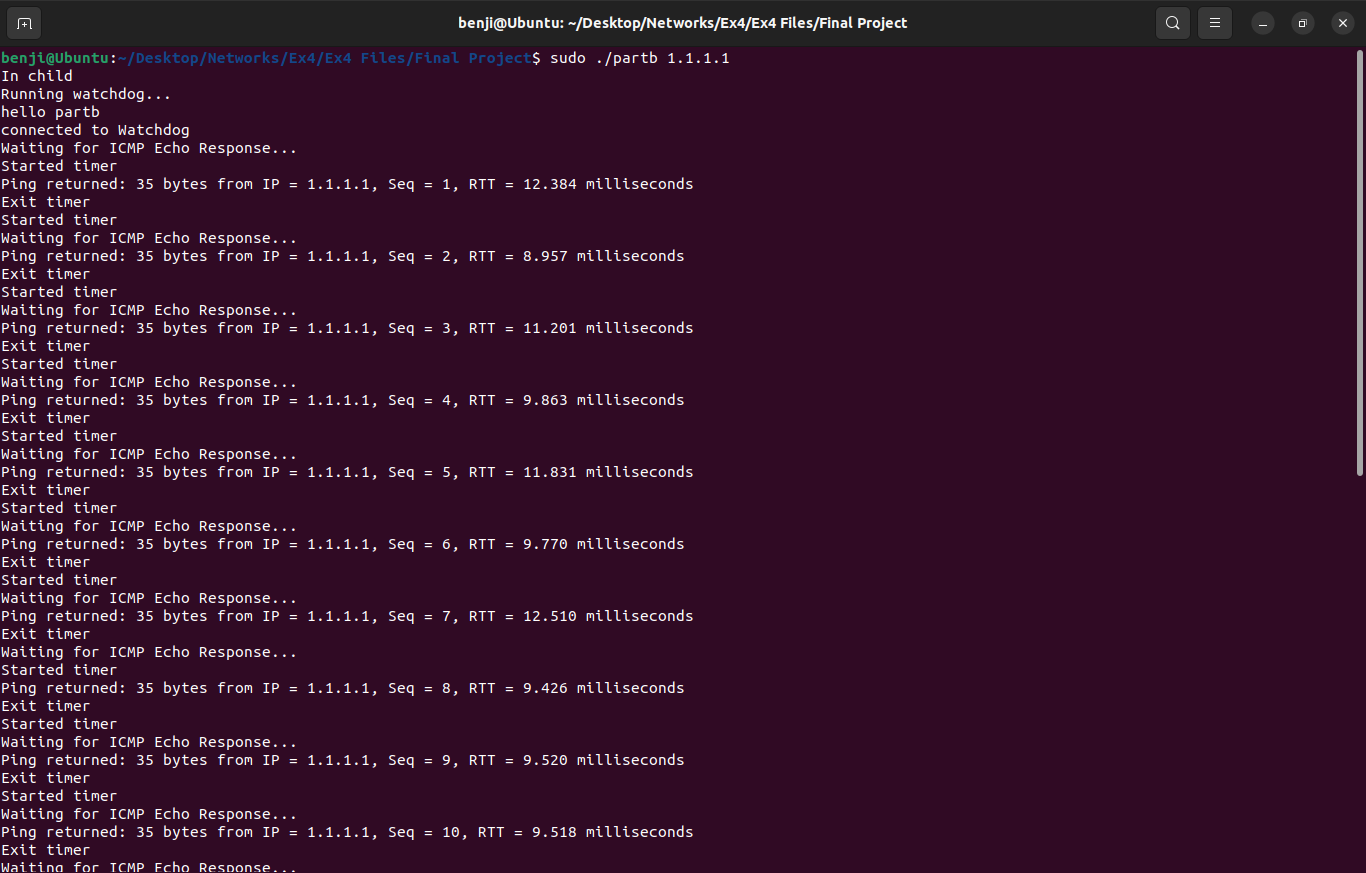 benji@Ubuntu: ~/Desktop/Networks/Ex4/Ex4 Files/Final Project
benji@Ubuntu:~/Desktop/Networks/Ex4/Ex4 Files/Final Project$ sudo ./partb 1.1.1.1
In child
Running watchdog...
hello partb
connected to Watchdog
Waiting for ICMP Echo Response...
Started timer
Ping returned: 35 bytes from IP = 1.1.1.1, Seq = 1, RTT = 12.384 milliseconds
Exit timer
Started timer
Waiting for ICMP Echo Response...
Ping returned: 35 bytes from IP = 1.1.1.1, Seq = 2, RTT = 8.957 milliseconds
Exit timer
Started timer
Waiting for ICMP Echo Response...
Ping returned: 35 bytes from IP = 1.1.1.1, Seq = 3, RTT = 11.201 milliseconds
Exit timer
Started timer
Waiting for ICMP Echo Response...
Ping returned: 35 bytes from IP = 1.1.1.1, Seq = 4, RTT = 9.863 milliseconds
Exit timer
Started timer
Waiting for ICMP Echo Response...
Ping returned: 35 bytes from IP = 1.1.1.1, Seq = 5, RTT = 11.831 milliseconds
Exit timer
Started timer
Waiting for ICMP Echo Response...
Ping returned: 35 bytes from IP = 1.1.1.1, Seq = 6, RTT = 9.770 milliseconds
Exit timer
Started timer
Waiting for ICMP Echo Response...
Ping returned: 35 bytes from IP = 1.1.1.1, Seq = 7, RTT = 12.510 milliseconds
Exit timer
Waiting for ICMP Echo Response...
Started timer
Ping returned: 35 bytes from IP = 1.1.1.1, Seq = 8, RTT = 9.426 milliseconds
Exit timer
Started timer
Waiting for ICMP Echo Response...
Ping returned: 35 bytes from IP = 1.1.1.1, Seq = 9, RTT = 9.520 milliseconds
Exit timer
Started timer
Waiting for ICMP Echo Response...
Ping returned: 35 bytes from IP = 1.1.1.1, Seq = 10, RTT = 9.518 milliseconds
Exit timer
Waiting for ICMP Echo Response...